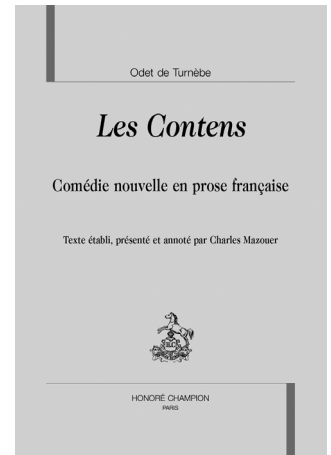 Odet de Turnèbe
Les Contens
Comédie nouvelle en prose française
Texte établi, présenté et annoté par Charles Mazouer
HONORÉ CHAMPION
PARIS